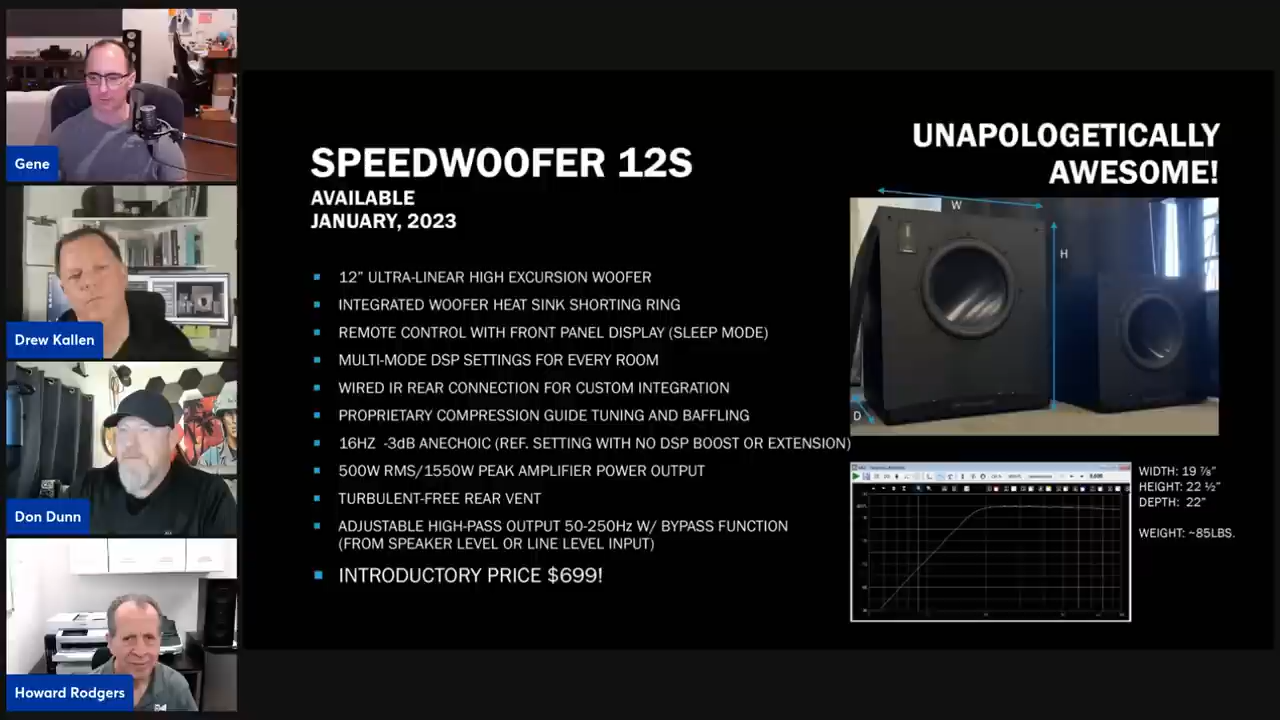 Gene
Drew Kallen
Don Dunn
Howard Rodgers
SPEEDWOOFER 12S
AVAILABLE
JANUARY, 2023
12” ULTRA-LINEAR HIGH EXCURSION WOOFER
INTEGRATED WOOFER HEAT SINK SHORTING RING
REMOTE CONTROL WITH FRONT PANEL DISPLAY (SLEEP MODE)
MULTI-MODE DSP SETTINGS FOR EVERY ROOM
WIRED IR REAR CONNECTION FOR CUSTOM INTEGRATION
PROPRIETARY COMPRESSION GUIDE TUNING AND BAFFLING
16HZ -3dB ANECHOIC (REF. SETTING WITH NO DSP BOOST OR EXTENSION)
500W RMS/1550W PEAK AMPLIFIER POWER OUTPUT
TURBULENT-FREE REAR VENT
ADJUSTABLE HIGH-PASS OUTPUT 50-250Hz W/ BYPASS FUNCTION
(FROM SPEAKER LEVEL OR LINE LEVEL INPUT)
INTRODUCTORY PRICE $699!
UNAPOLOGETICALLY
AWESOME!
W
H
D
WIDTH: 19 ⅞”
HEIGHT: 22 ½”
DEPTH: 22”
WEIGHT: ~85LBS.